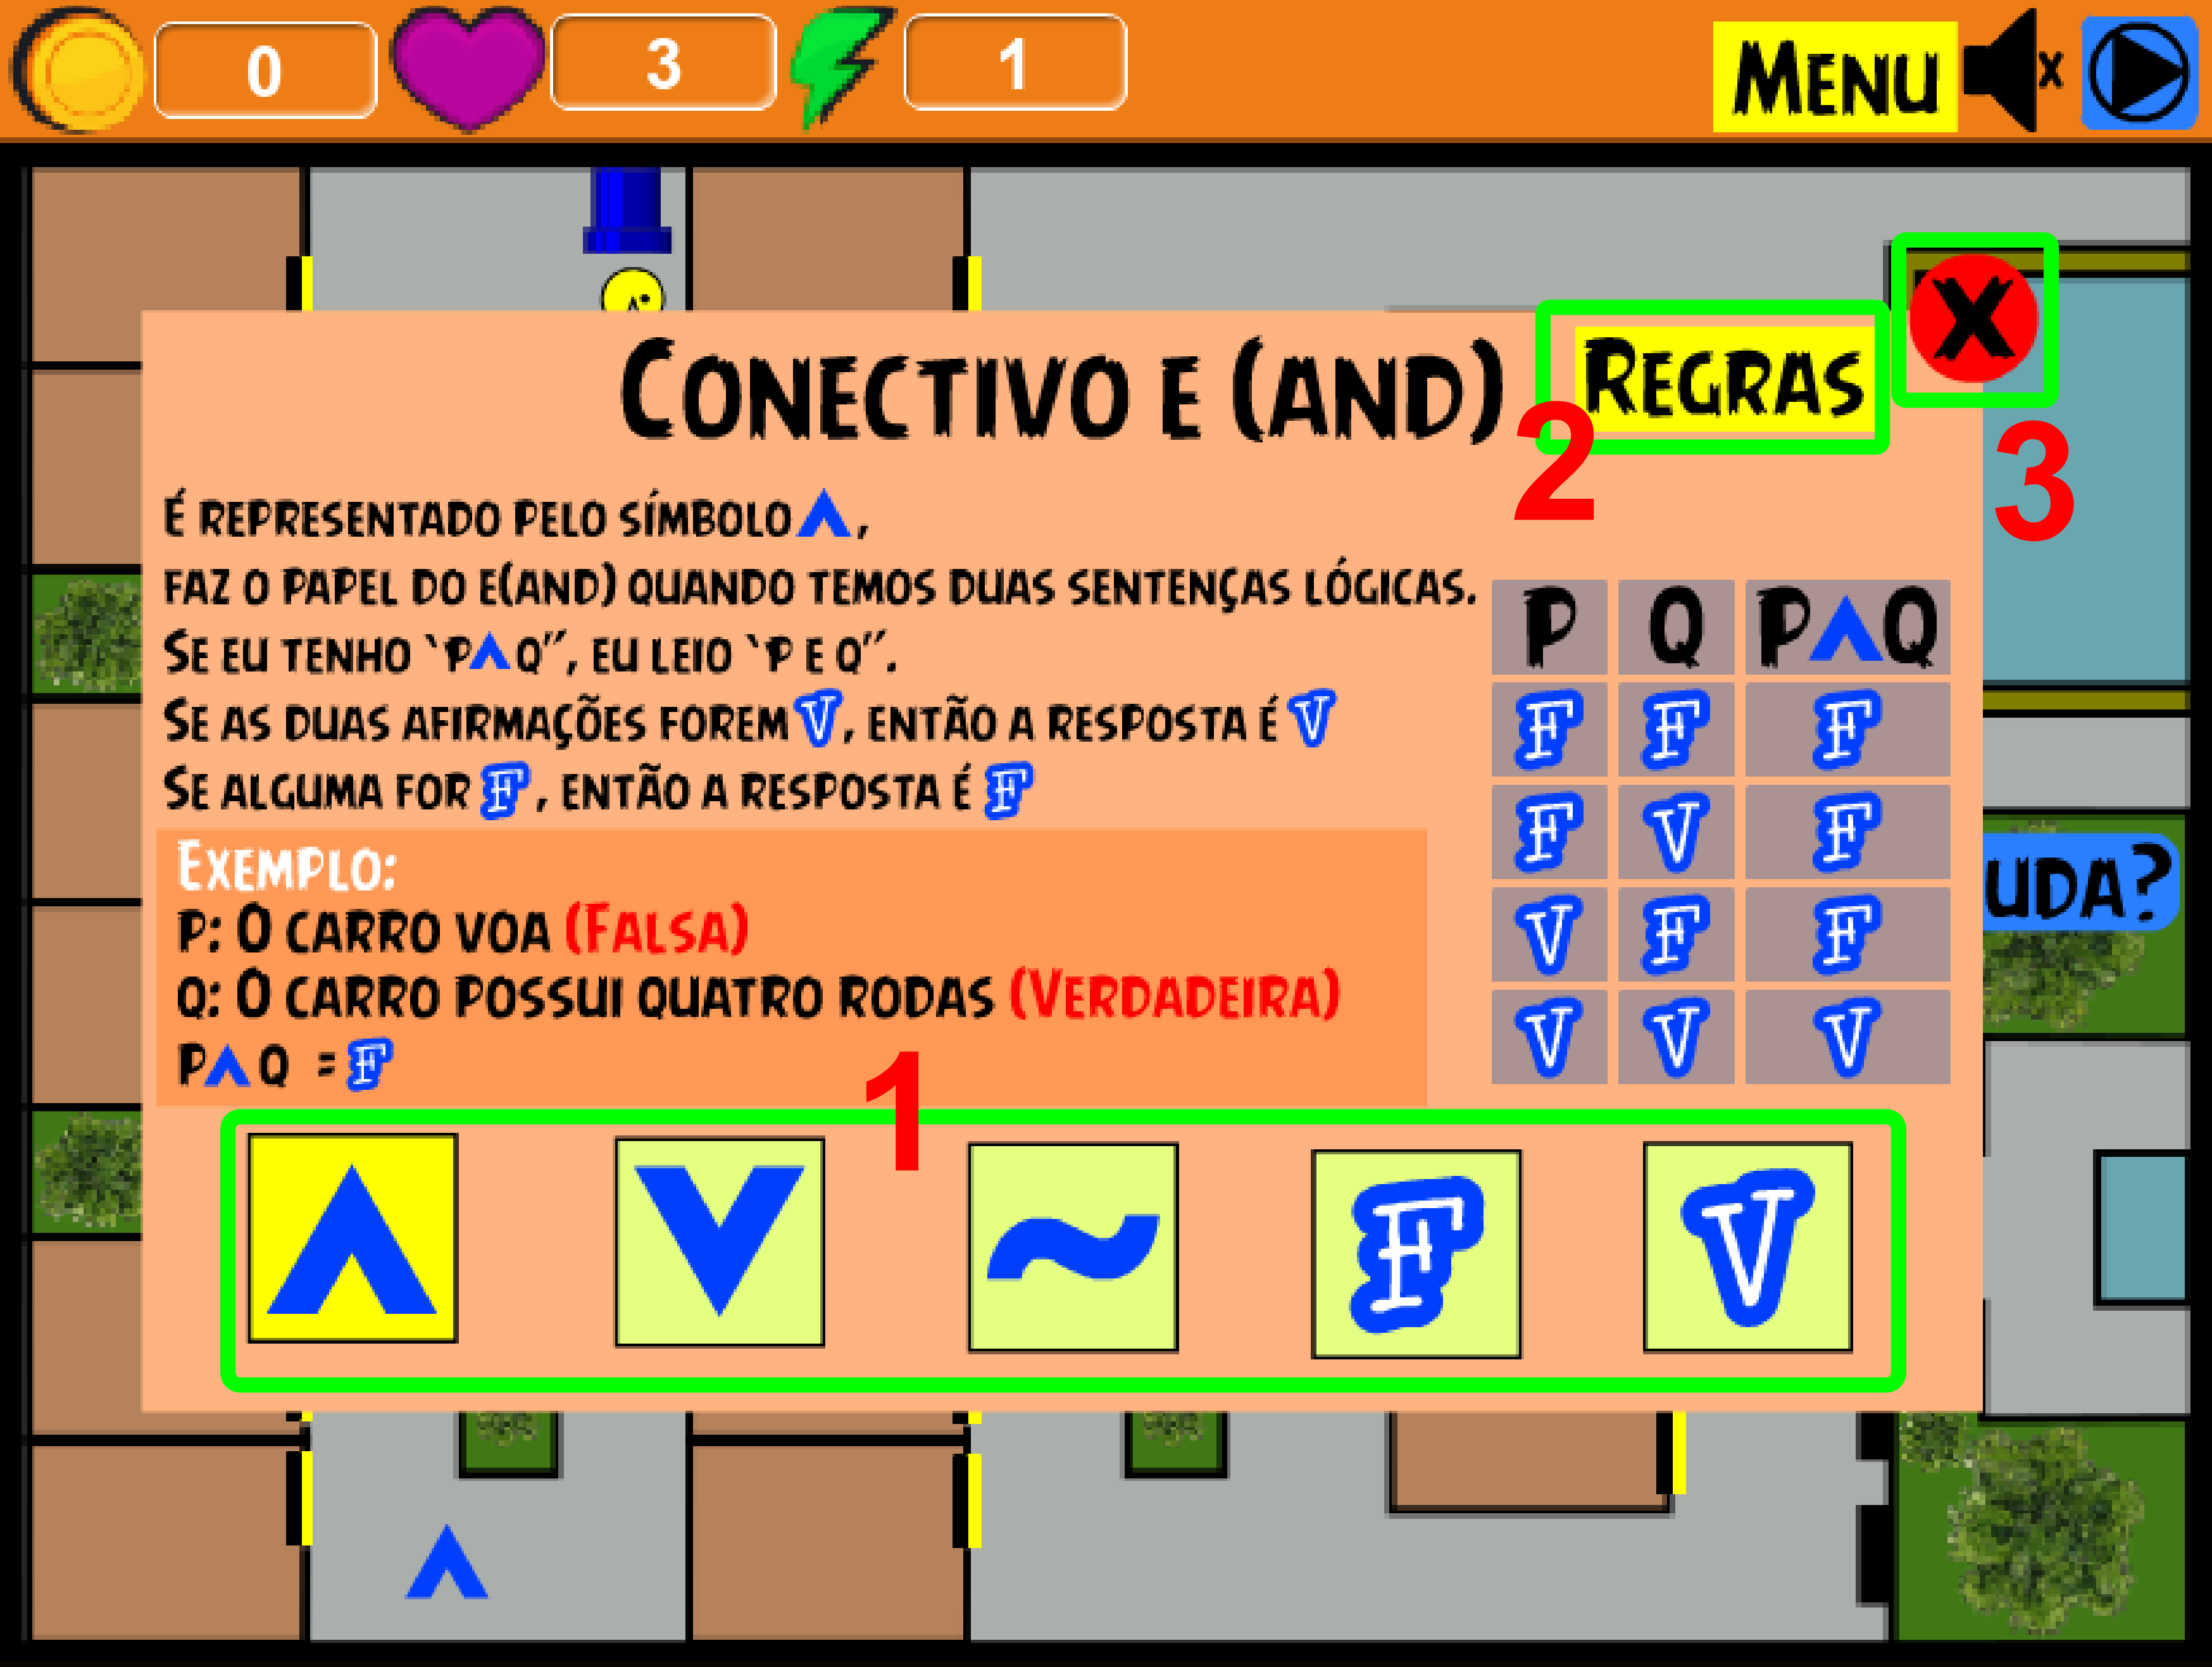 0 3 1 MENU x
CONECTIVO E (AND) REGRAS X
2 3
É REPRESENTADO PELO SÍMBOLO ∧,
FAZ O PAPEL DO E(AND) QUANDO TEMOS DUAS SENTENÇAS LÓGICAS.
SE EU TENHO ‵P∧Q″, EU LEIO ‵P E Q″.
SE AS DUAS AFIRMAÇÕES FOREM V, ENTÃO A RESPOSTA É V
SE ALGUMA FOR F, ENTÃO A RESPOSTA É F
EXEMPLO:
P: O CARRO VOA (FALSA)
Q: O CARRO POSSUI QUATRO RODAS (VERDADEIRA)
P∧Q = F
P Q P∧Q
F F F
F V F
V F F
V V V
UDA?
1
∧ ∨ ~ F V
∧